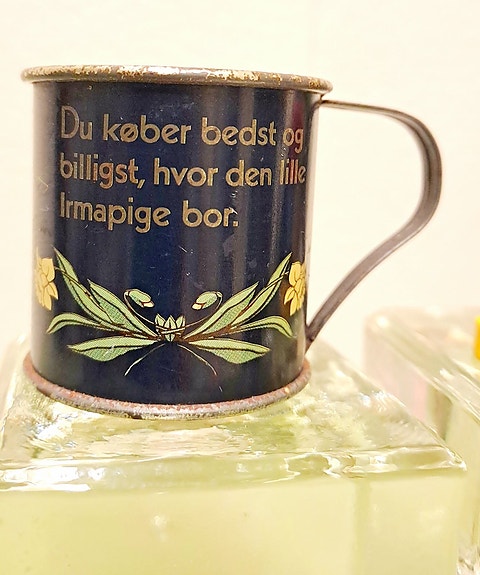 Du køber bedst og
billigst, hvor den lille
Irmapige bor.